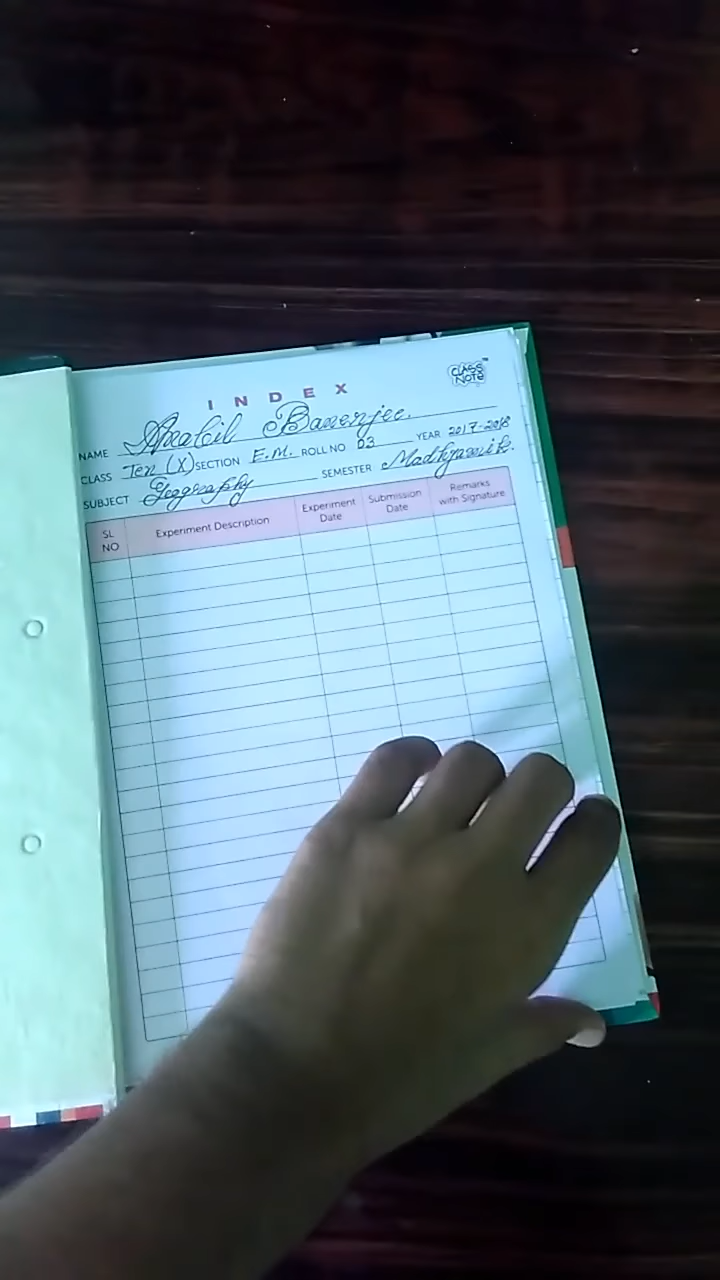 CLASS
NOTE
INDEX
NAME Banerjee.
CLASS Ten (X) SECTION E.M. ROLL NO 03 YEAR 2017-2018
SUBJECT Geography SEMESTER Madhyamik.
SL NO Experiment Description Experiment Date Submission Date Remarks with Signature